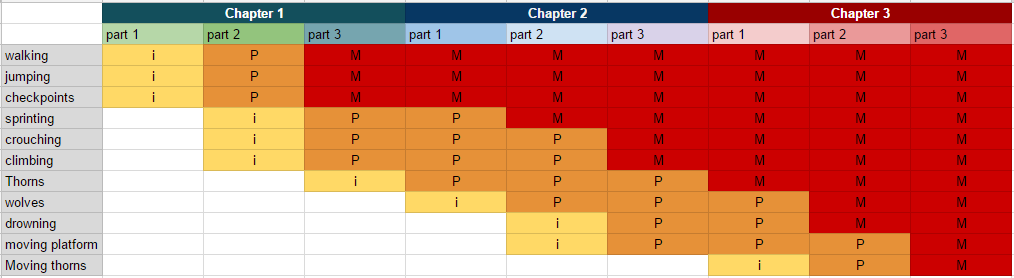 Chapter 1 Chapter 2 Chapter 3
part 1 part 2 part 3 part 1 part 2 part 3 part 1 part 2 part 3
walking i P M M M M M M M
jumping i P M M M M M M M
checkpoints i P M M M M M M M
sprinting i P P M M M M M
crouching i P P P M M M M
climbing i P P P M M M M
Thorns i P P P M M M
wolves i P P P M M
drowning i P P M M
moving platform i P P P M
Moving thorns i P M